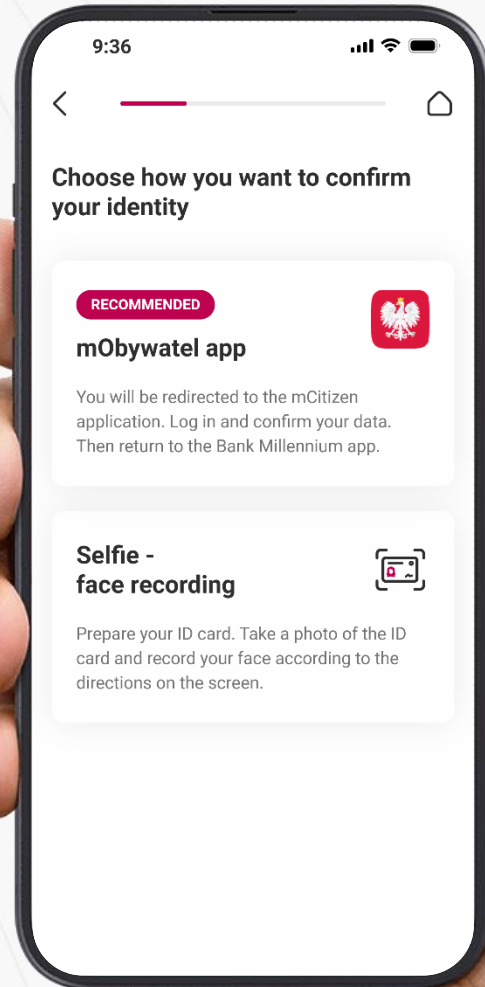 9:36
Choose how you want to confirm
your identity
RECOMMENDED
mObywatel app
You will be redirected to the mCitizen
application. Log in and confirm your data.
Then return to the Bank Millennium app.
Selfie -
face recording
Prepare your ID card. Take a photo of the ID
card and record your face according to the
directions on the screen.